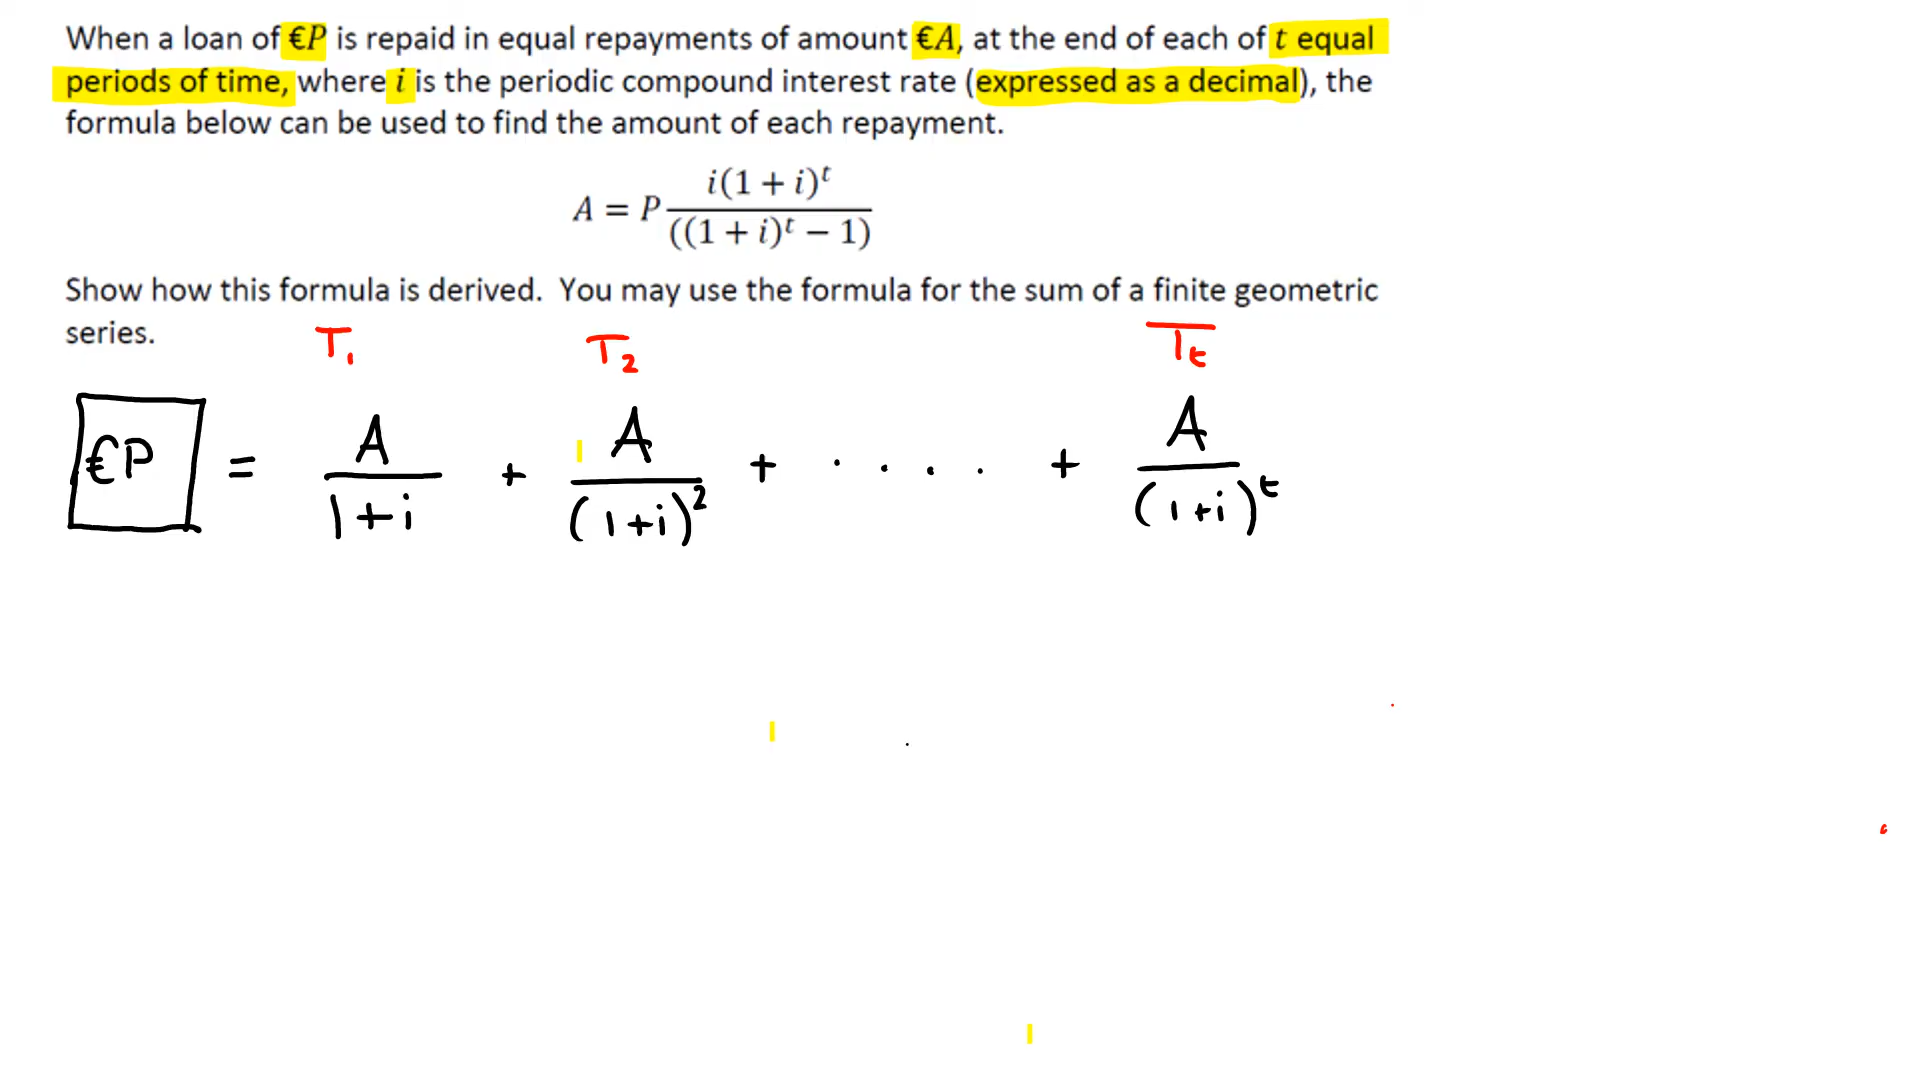 When a loan of €P is repaid in equal repayments of amount €A, at the end of each of t equal
periods of time, where i is the periodic compound interest rate (expressed as a decimal), the
formula below can be used to find the amount of each repayment.
A = P i(1 + i)^t / ((1 + i)^t − 1)
Show how this formula is derived. You may use the formula for the sum of a finite geometric
series.
T₁ T₂ Tₜ
€P = A/(1+i) + A/(1+i)² + . . . . + A/(1+i)^t